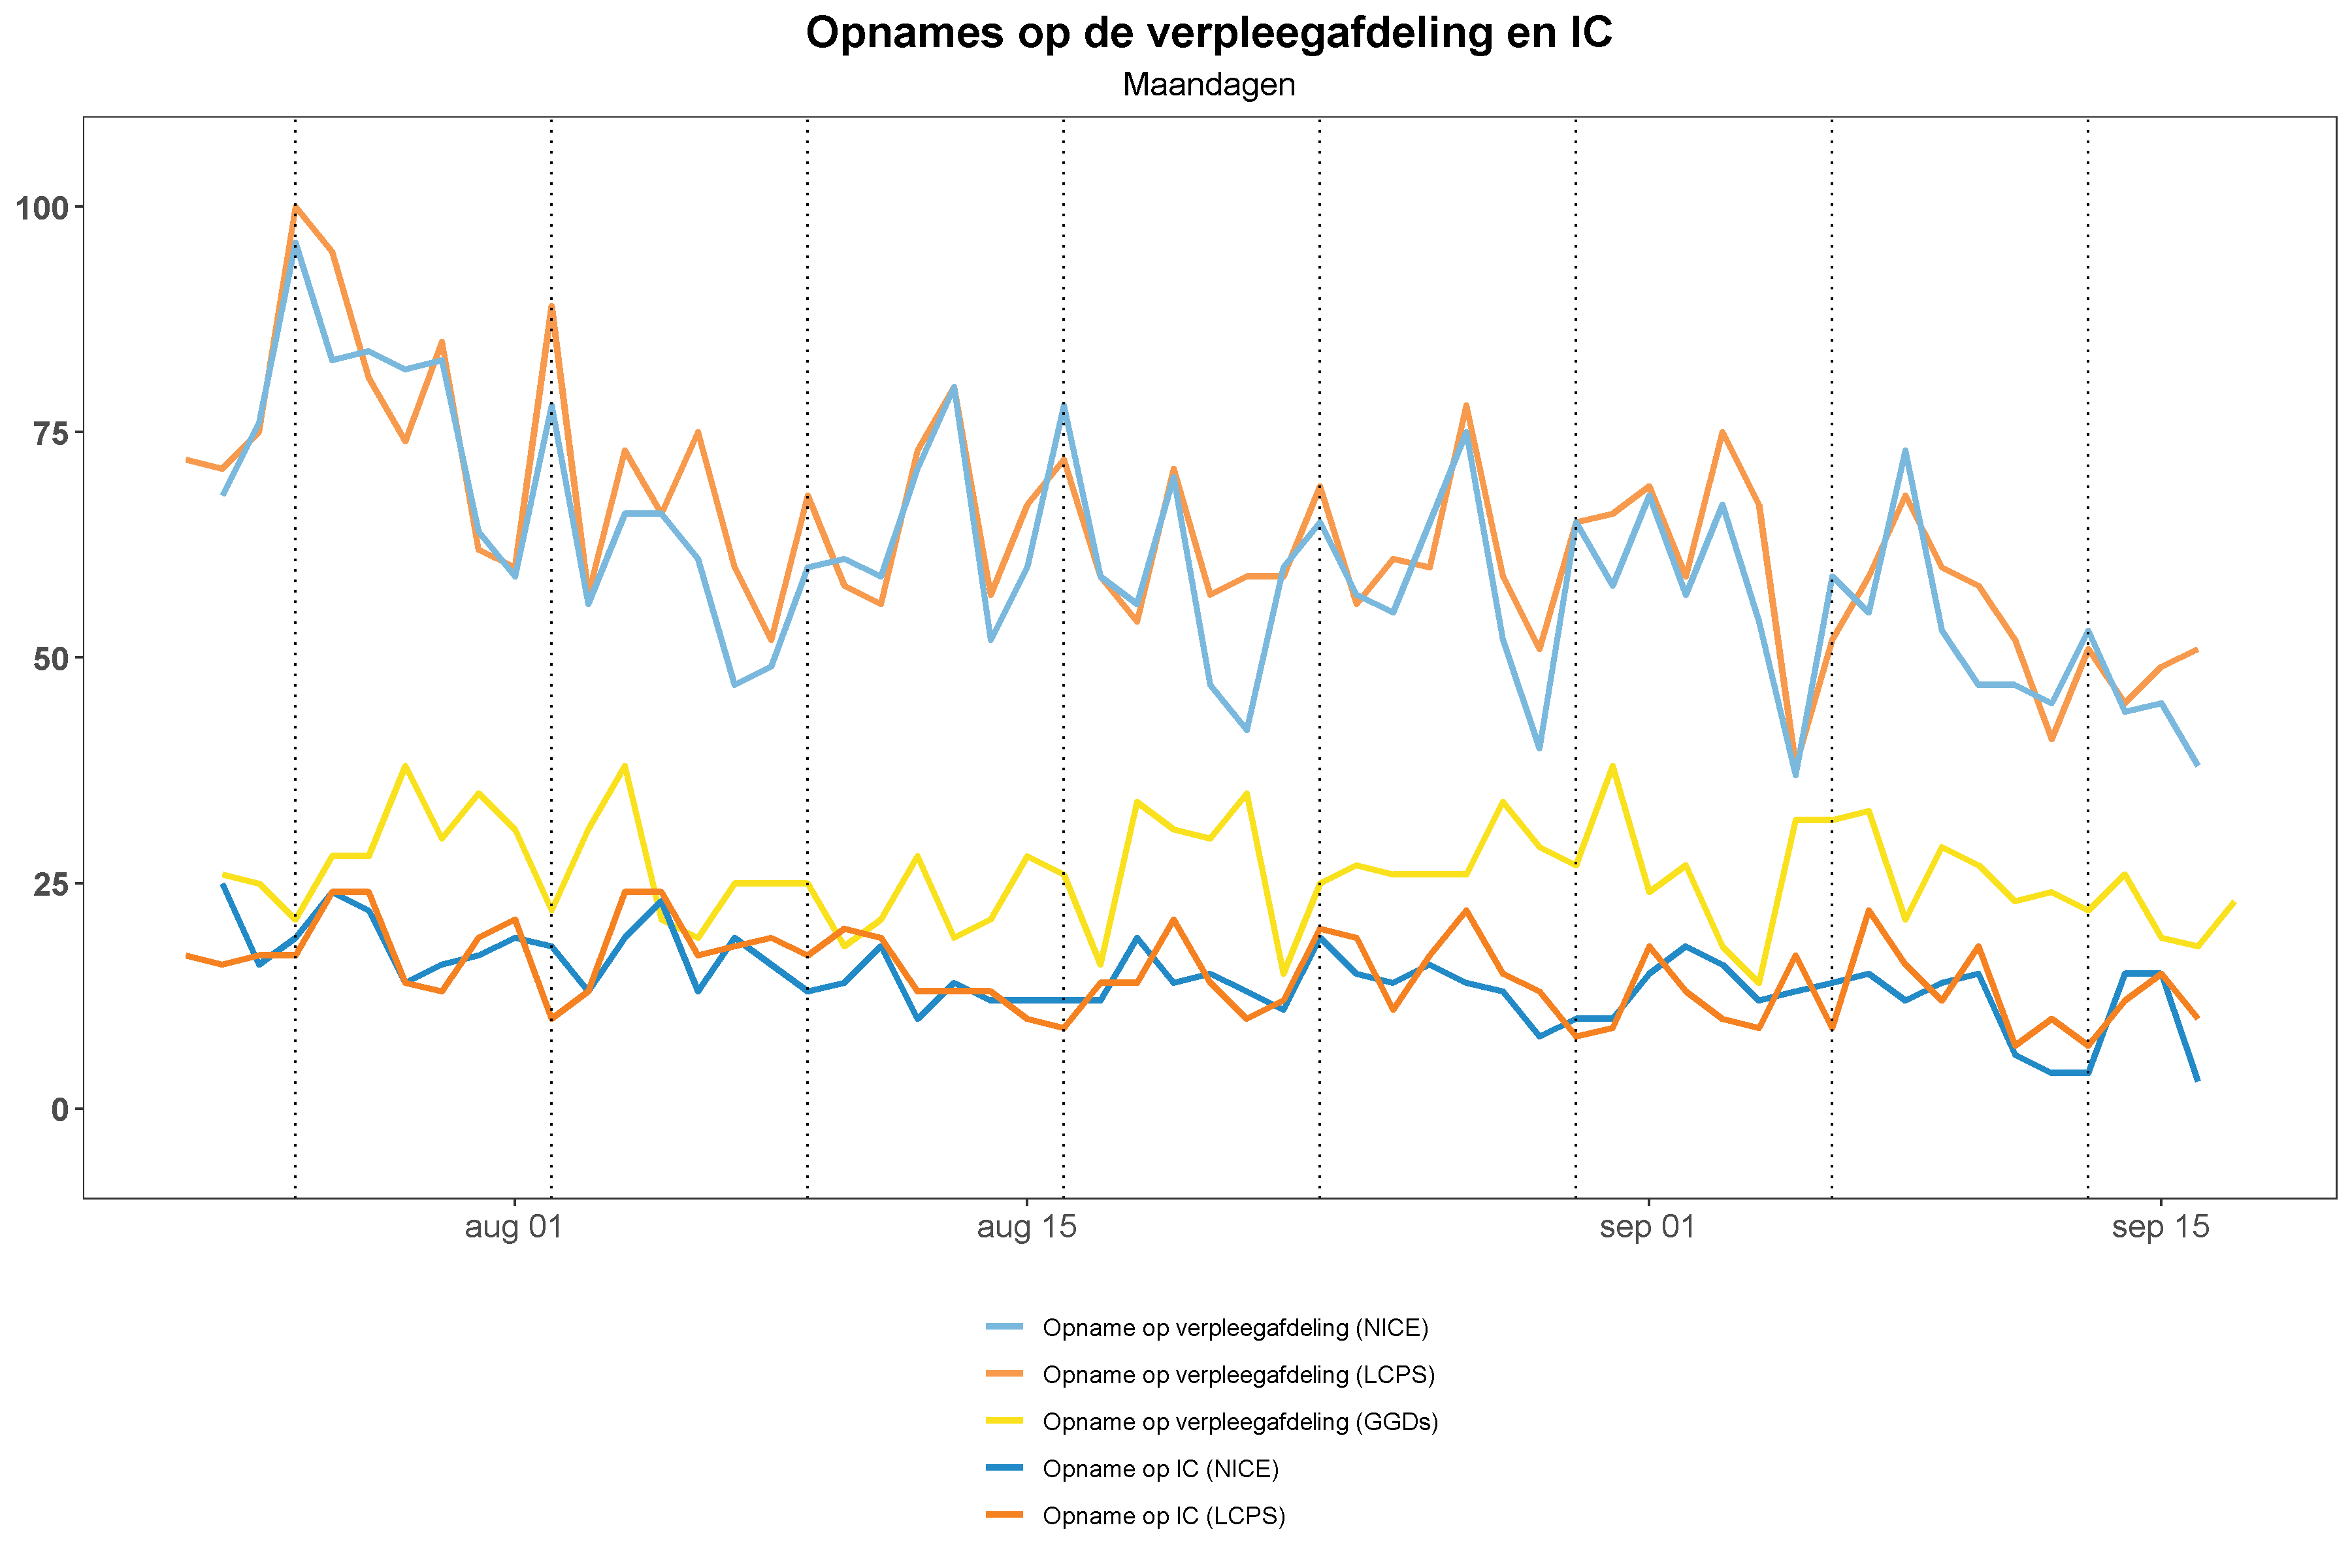 Opnames op de verpleegafdeling en IC
Maandagen
100
75
50
25
0
aug 01
aug 15
sep 01
sep 15
Opname op verpleegafdeling (NICE)
Opname op verpleegafdeling (LCPS)
Opname op verpleegafdeling (GGDs)
Opname op IC (NICE)
Opname op IC (LCPS)